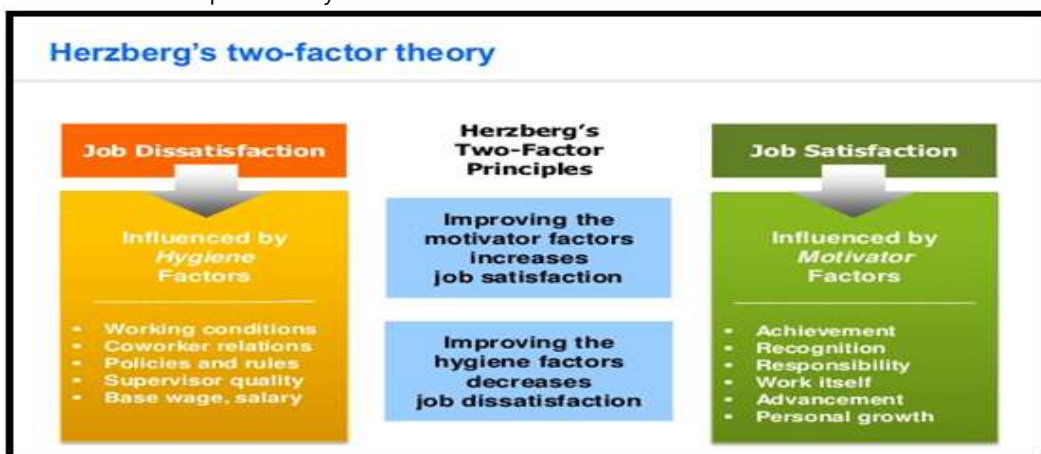 Herzberg's two-factor theory
Job Dissatisfaction
Influenced by
Hygiene
Factors
• Working conditions
• Coworker relations
• Policies and rules
• Supervisor quality
• Base wage, salary
Herzberg's
Two-Factor
Principles
Improving the
motivator factors
increases
job satisfaction
Improving the
hygiene factors
decreases
job dissatisfaction
Job Satisfaction
Influenced by
Motivator
Factors
• Achievement
• Recognition
• Responsibility
• Work itself
• Advancement
• Personal growth